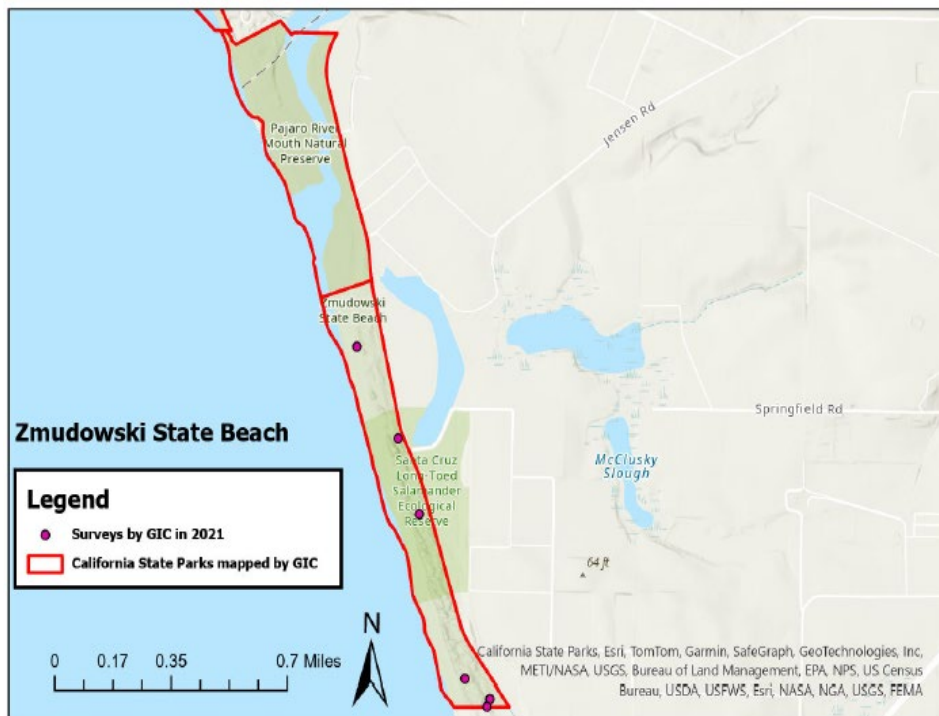 Jensen Rd
Pajaro River
Mouth Natural
Preserve
Zmudowski
State Beach
Springfield Rd
Zmudowski State Beach
Santa Cruz
Long-Toed
Salamander
Ecological
Reserve
McClusky
Slough
Legend
Surveys by GIC in 2021
California State Parks mapped by GIC
64 ft
N
0 0.17 0.35 0.7 Miles
California State Parks, Esri, TomTom, Garmin, SafeGraph, GeoTechnologies, Inc,
METI/NASA, USGS, Bureau of Land Management, EPA, NPS, US Census
Bureau, USDA, USFWS, Esri, NASA, NGA, USGS, FEMA